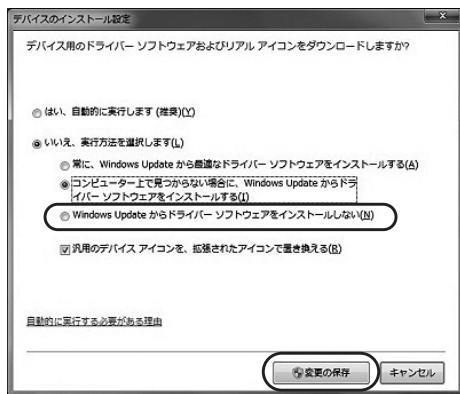 デバイスのインストール設定
デバイス用のドライバー ソフトウェアおよびリアル アイコンをダウンロードしますか?
はい、自動的に実行します (推奨)(Y)
いいえ、実行方法を選択します(L)
常に、Windows Update から最適なドライバー ソフトウェアをインストールする(A)
コンピューター上で見つからない場合に、Windows Update からドラ
イバー ソフトウェアをインストールする(I)
Windows Update からドライバー ソフトウェアをインストールしない(N)
汎用のデバイス アイコンを、拡張されたアイコンで置き換える(R)
自動的に実行する必要がある理由
変更の保存
キャンセル